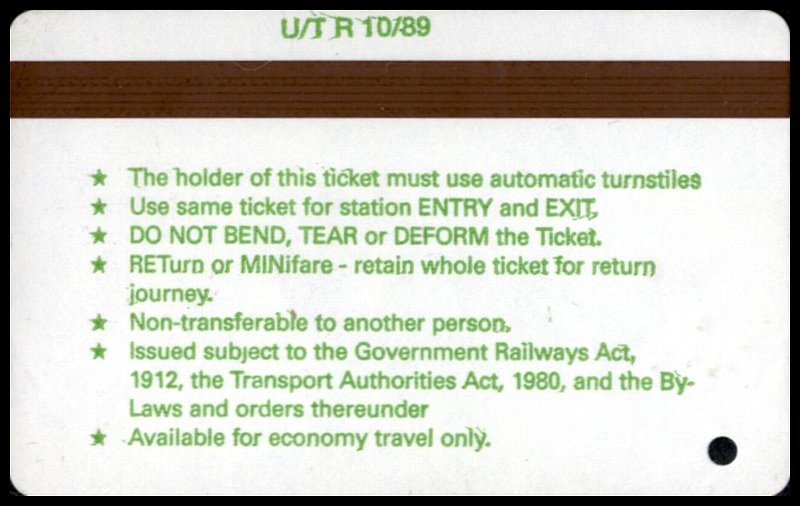 U/T R 10/89
★ The holder of this ticket must use automatic turnstiles
★ Use same ticket for station ENTRY and EXIT,
★ DO NOT BEND, TEAR or DEFORM the Ticket.
★ RETurn or MINifare - retain whole ticket for return
journey.
★ Non-transferable to another person.
★ Issued subject to the Government Railways Act,
1912, the Transport Authorities Act, 1980, and the By-
Laws and orders thereunder
★ Available for economy travel only.